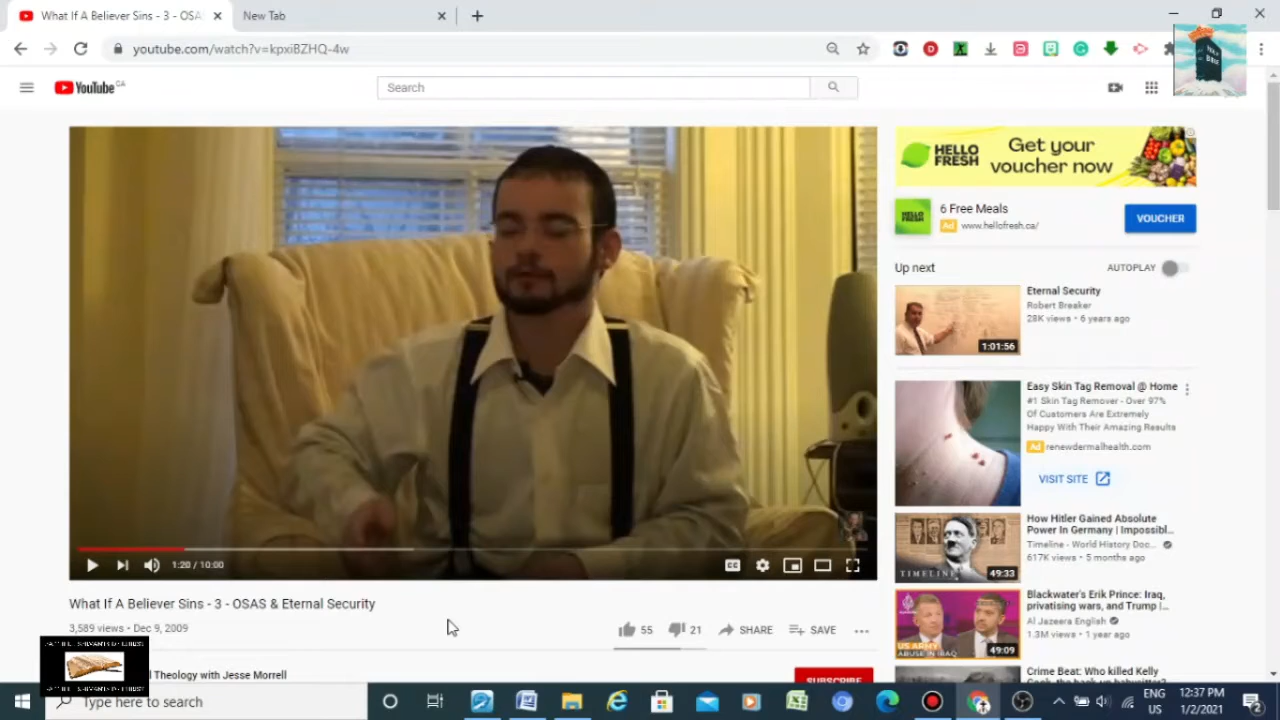 What If A Believer Sins - 3 - OSA
New Tab
youtube.com/watch?v=kpxiBZHQ-4w
YouTube CA
Search
HELLO FRESH
Get your voucher now
6 Free Meals
Ad www.hellofresh.ca/
VOUCHER
Up next
AUTOPLAY
Eternal Security
Robert Breaker
28K views • 6 years ago
1:01:56
Easy Skin Tag Removal @ Home
#1 Skin Tag Remover - Over 97%
Of Customers Are Extremely
Happy With Their Amazing Results
Ad renewdermalhealth.com
VISIT SITE
How Hitler Gained Absolute
Power In Germany | Impossibl...
Timeline - World History Doc...
617K views • 5 months ago
TIMELINE
49:33
Blackwater's Erik Prince: Iraq,
privatising wars, and Trump |...
Al Jazeera English
1.3M views • 1 year ago
US ARMY
ABUSE IN IRAQ
49:09
Crime Beat: Who killed Kelly
1:20 / 10:00
CC
What If A Believer Sins - 3 - OSAS & Eternal Security
3,589 views • Dec 9, 2009
55
21
SHARE
SAVE
l Theology with Jesse Morrell
SUBSCRIBE
Type here to search
ENG
US
12:37 PM
1/2/2021
2